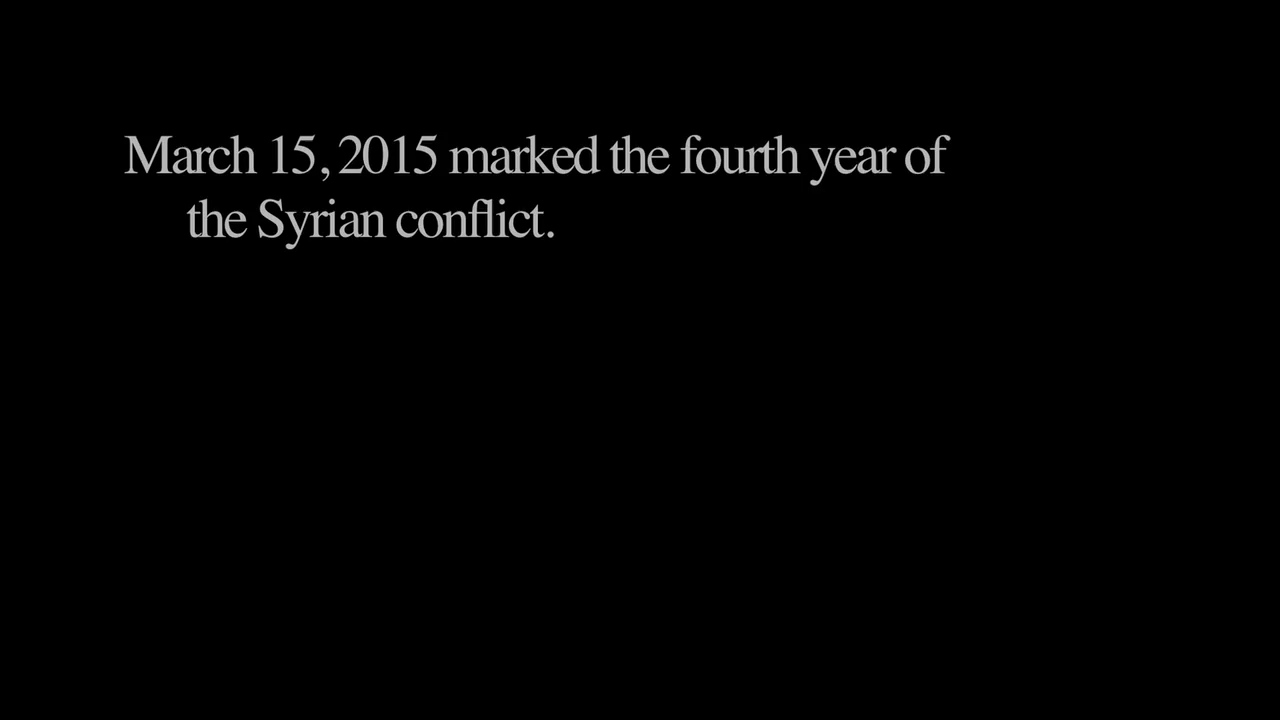 March 15, 2015 marked the fourth year of
the Syrian conflict.